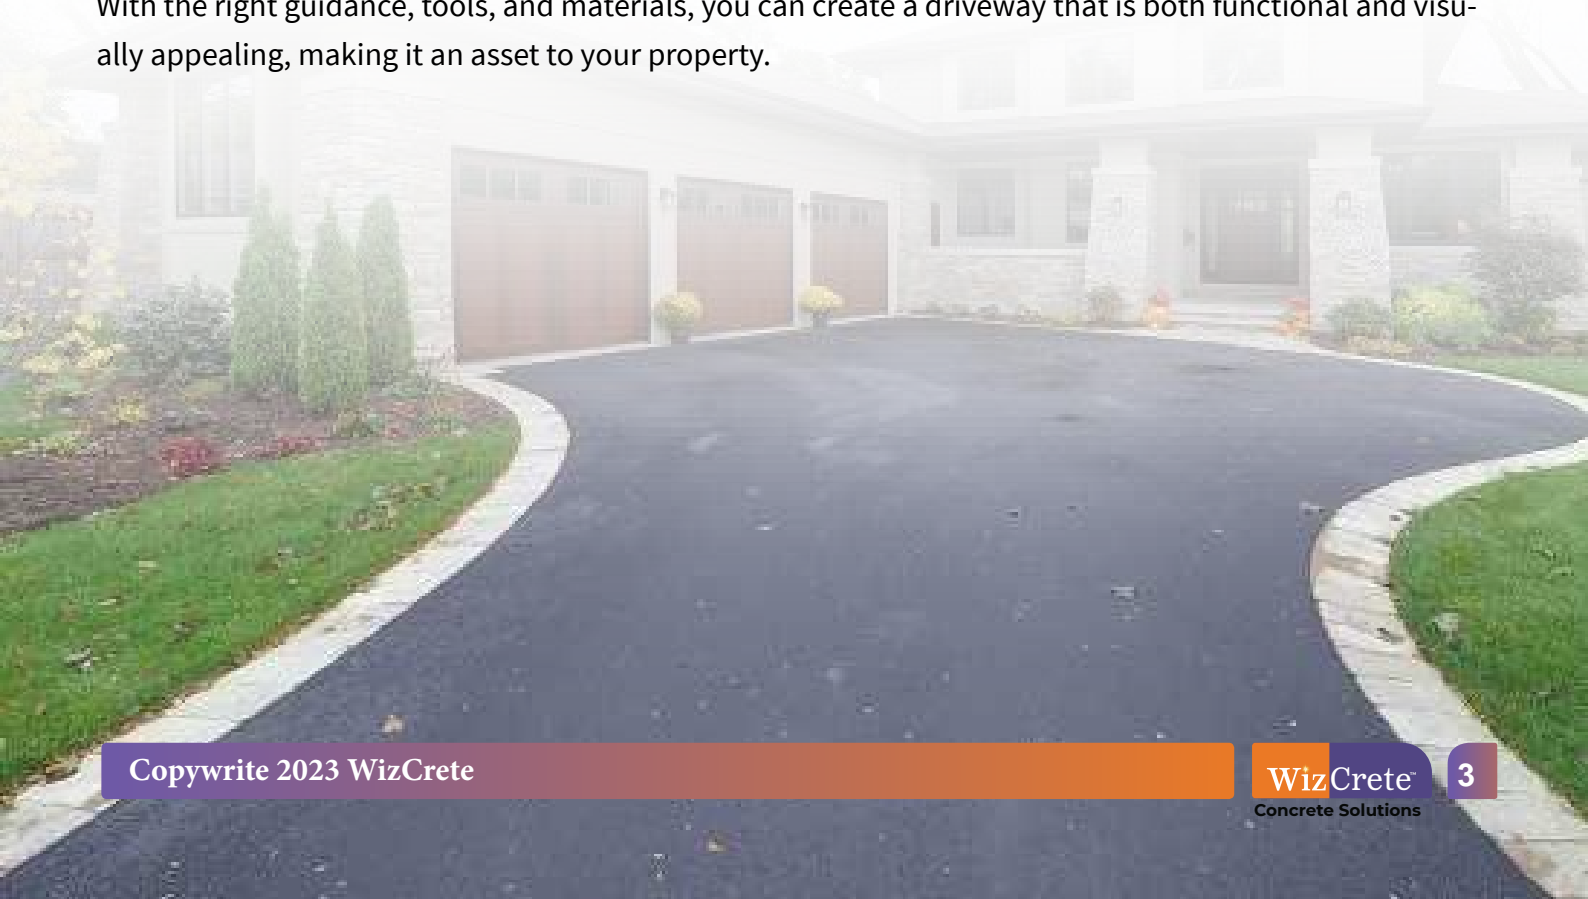 With the right guidance, tools, and materials, you can create a driveway that is both functional and visu-
ally appealing, making it an asset to your property.
Copywrite 2023 WizCrete
WizCrete™
3
Concrete Solutions